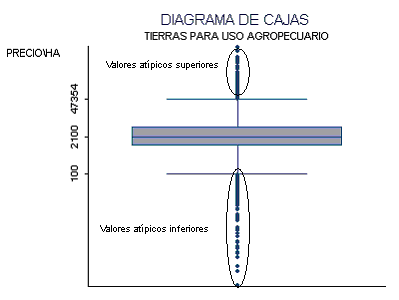 DIAGRAMA DE CAJAS
TIERRAS PARA USO AGROPECUARIO
PRECIO\HA
Valores atípicos superiores
47354
2100
100
Valores atípicos inferiores